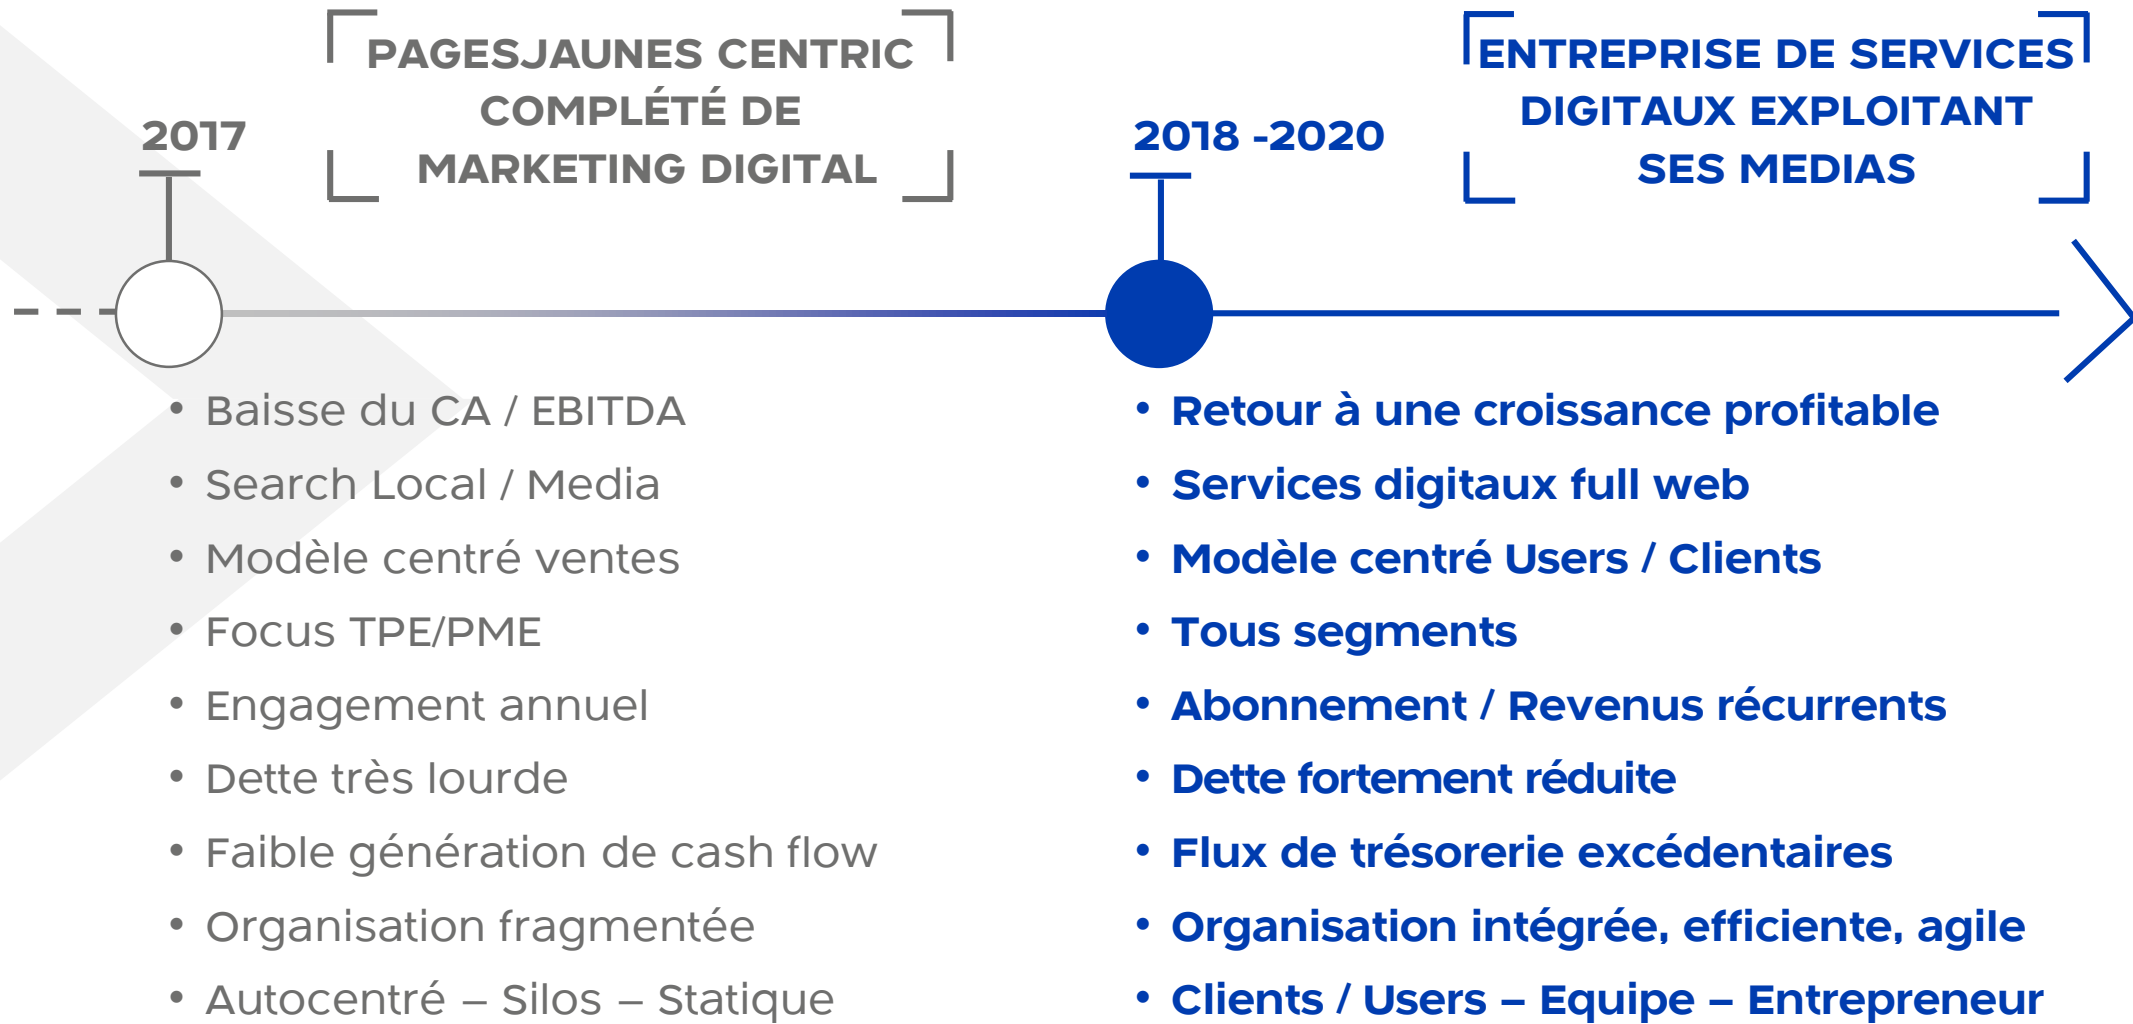 2017
PAGESJAUNES CENTRIC
COMPLÉTÉ DE
MARKETING DIGITAL
• Baisse du CA / EBITDA
• Search Local / Media
• Modèle centré ventes
• Focus TPE/PME
• Engagement annuel
• Dette très lourde
• Faible génération de cash flow
• Organisation fragmentée
• Autocentré – Silos – Statique
2018 -2020
ENTREPRISE DE SERVICES
DIGITAUX EXPLOITANT
SES MEDIAS
• Retour à une croissance profitable
• Services digitaux full web
• Modèle centré Users / Clients
• Tous segments
• Abonnement / Revenus récurrents
• Dette fortement réduite
• Flux de trésorerie excédentaires
• Organisation intégrée, efficiente, agile
• Clients / Users – Equipe – Entrepreneur